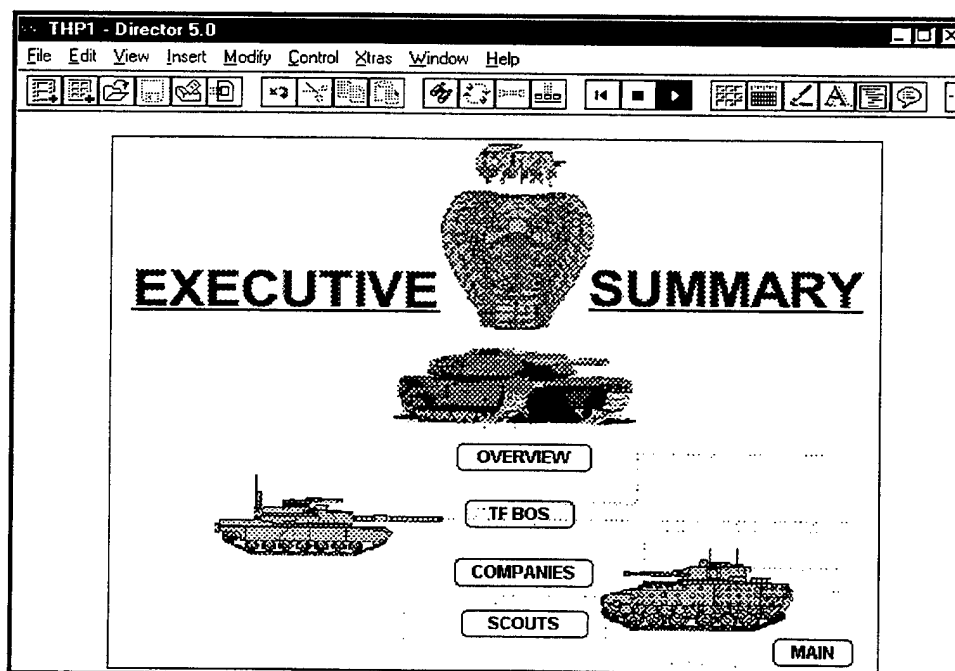 THP1 - Director 5.0
File Edit View Insert Modify Control Xtras Window Help
EXECUTIVE SUMMARY
OVERVIEW
TF BOS
COMPANIES
SCOUTS
MAIN